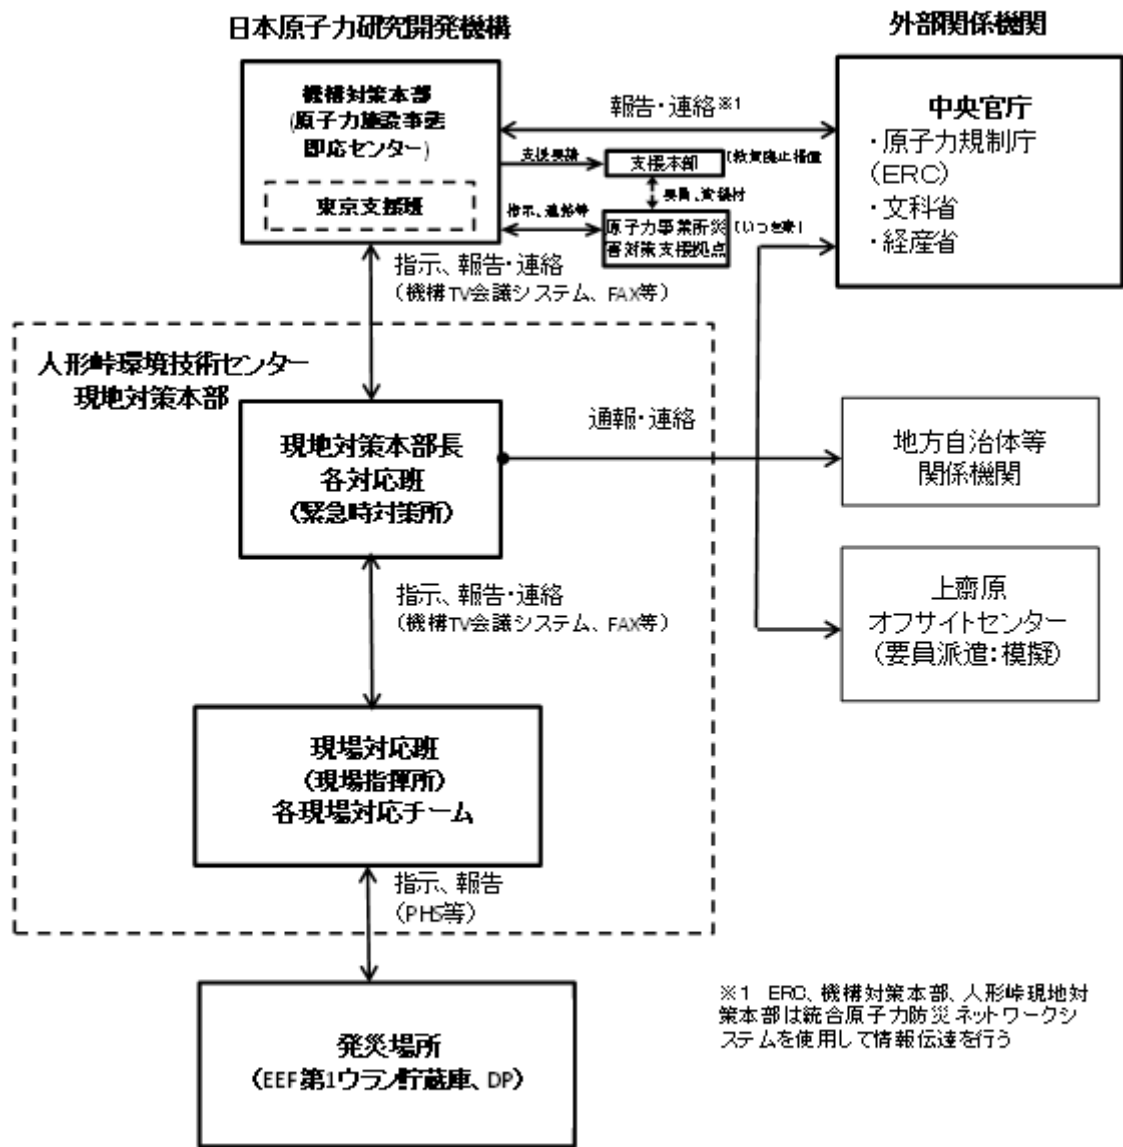 日本原子力研究開発機構
外部関係機関
機構対策本部
(原子力施設事態
即応センター)
東京支援班
報告・連絡※1
支援要請
支援本部
要員、資機材
指示、連絡等
原子力事業所災
害対策支援拠点
中央官庁
・原子力規制庁
(ERC)
・文科省
・経産省
指示、報告・連絡
(機構TV会議システム、FAX等)
人形峠環境技術センター
現地対策本部
現地対策本部長
各対応班
(緊急時対策所)
通報・連絡
地方自治体等
関係機関
指示、報告・連絡
(機構TV会議システム、FAX等)
上齋原
オフサイトセンター
(要員派遣:模擬)
現場対応班
(現場指揮所)
各現場対応チーム
指示、報告
(PHS等)
発災場所
(EEF第1ウラン貯蔵庫、DP)
※1 ERC、機構対策本部、人形峠現地対
策本部は統合原子力防災ネットワークシ
ステムを使用して情報伝達を行う